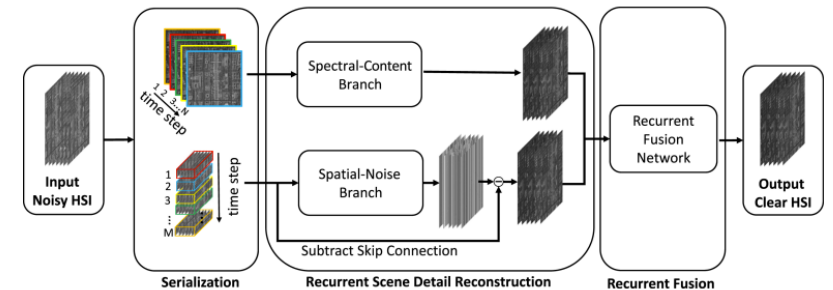 Input
Noisy HSI
1
2
3...
N
time step
1
2
3
⋮
M
time step
Serialization
Spectral-Content
Branch
Spatial-Noise
Branch
Subtract Skip Connection
Recurrent Scene Detail Reconstruction
Recurrent
Fusion
Network
Recurrent Fusion
Output
Clear HSI